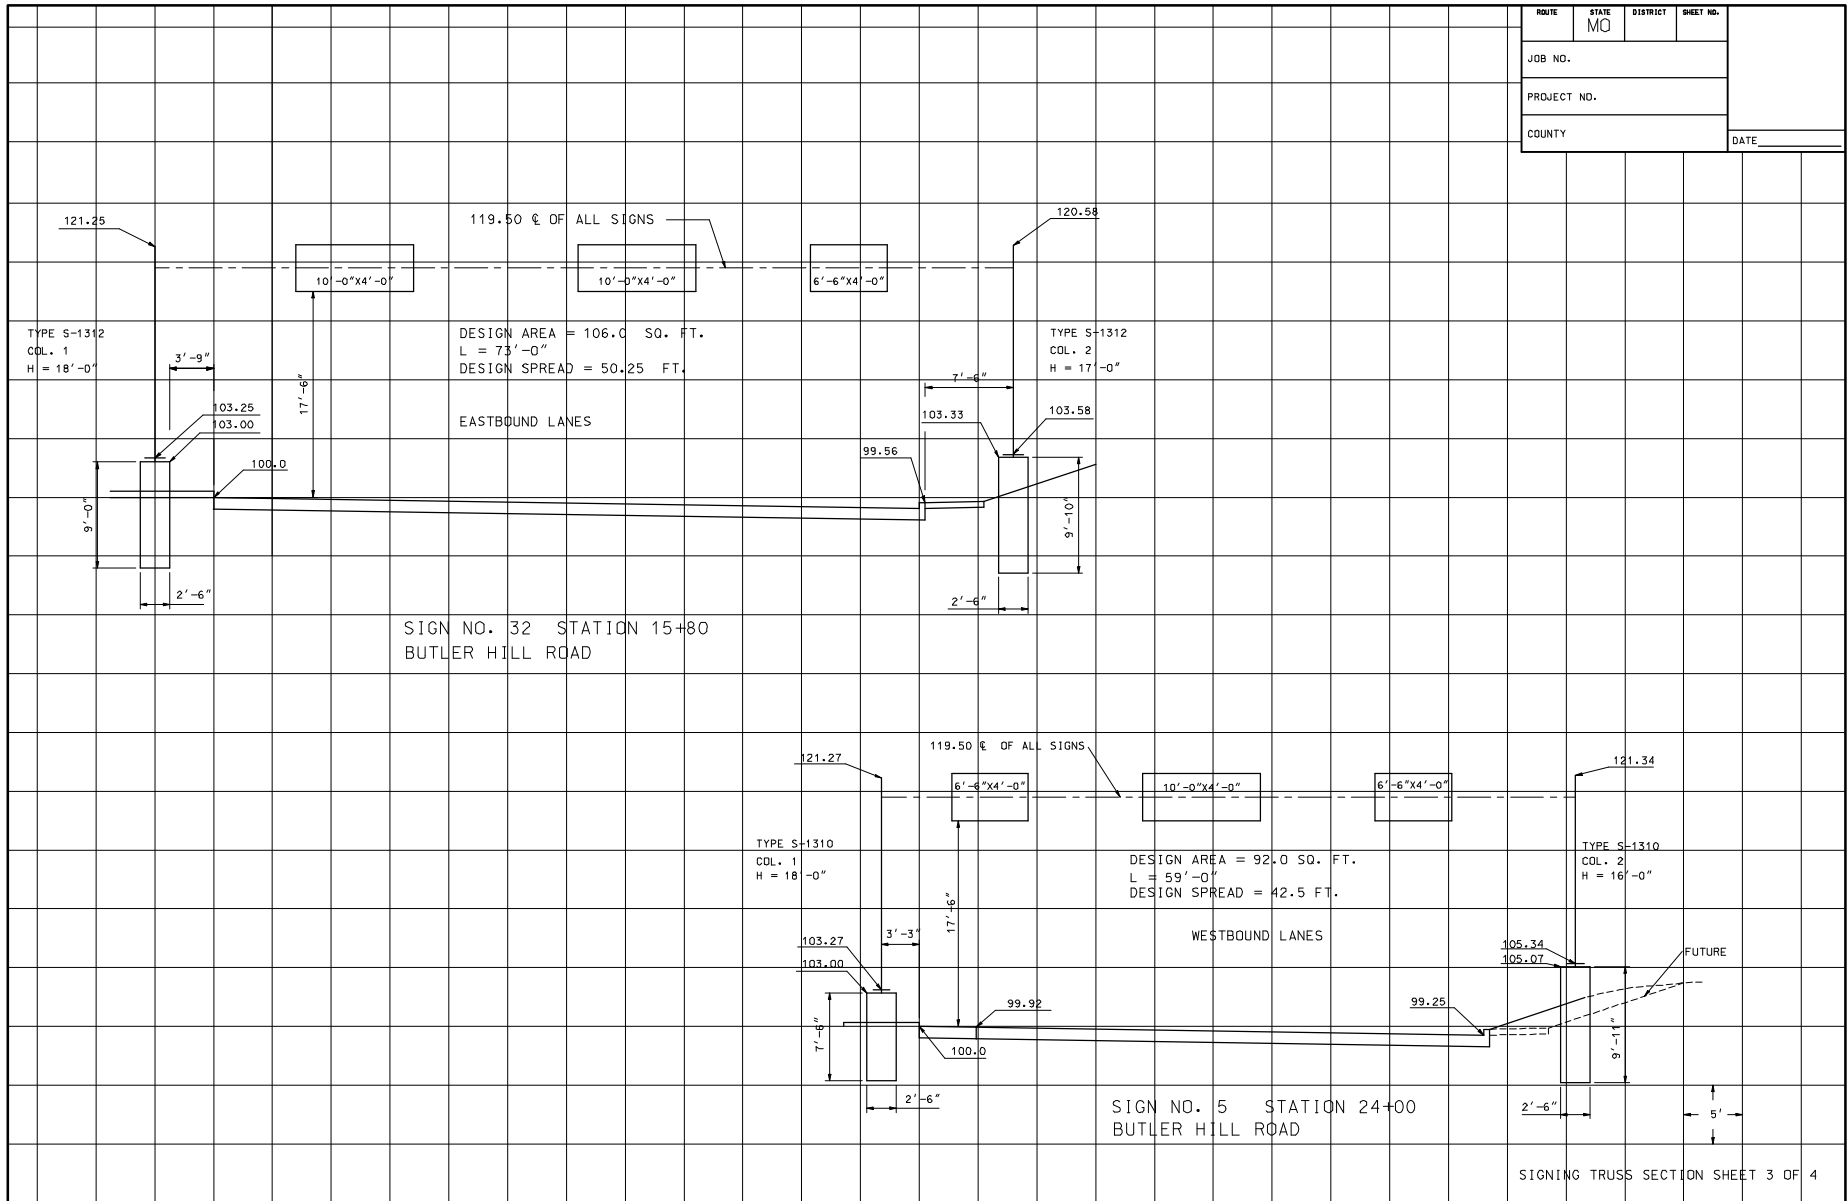 ROUTE STATE DISTRICT SHEET NO.
MO
JOB NO.
PROJECT NO.
COUNTY
DATE
121.25
119.50 ℄ OF ALL SIGNS
120.58
10'-0"X4'-0"
10'-0"X4'-0"
6'-6"X4'-0"
TYPE S-1312
COL. 1
H = 18'-0"
3'-9"
17'-6"
DESIGN AREA = 106.0 SQ. FT.
L = 73'-0"
DESIGN SPREAD = 50.25 FT.
EASTBOUND LANES
TYPE S-1312
COL. 2
H = 17'-0"
7'-6"
103.25
103.00
100.0
103.33
103.58
99.56
9'-0"
9'-10"
2'-6"
2'-6"
SIGN NO. 32 STATION 15+80
BUTLER HILL ROAD
119.50 ℄ OF ALL SIGNS
121.27
121.34
6'-6"X4'-0"
10'-0"X4'-0"
6'-6"X4'-0"
TYPE S-1310
COL. 1
H = 18'-0"
17'-6"
DESIGN AREA = 92.0 SQ. FT.
L = 59'-0"
DESIGN SPREAD = 42.5 FT.
TYPE S-1310
COL. 2
H = 16'-0"
WESTBOUND LANES
3'-3"
103.27
103.00
105.34
105.07
FUTURE
99.92
99.25
100.0
7'-6"
9'-11"
2'-6"
2'-6"
5'
SIGN NO. 5 STATION 24+00
BUTLER HILL ROAD
SIGNING TRUSS SECTION SHEET 3 OF 4